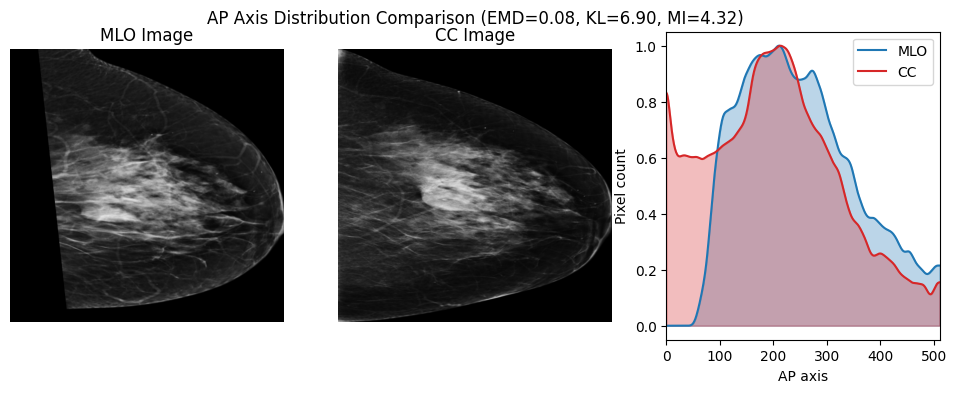 AP Axis Distribution Comparison (EMD=0.08, KL=6.90, MI=4.32)
MLO Image
CC Image
MLO
CC
1.0
0.8
0.6
0.4
0.2
0.0
Pixel count
0 100 200 300 400 500
AP axis